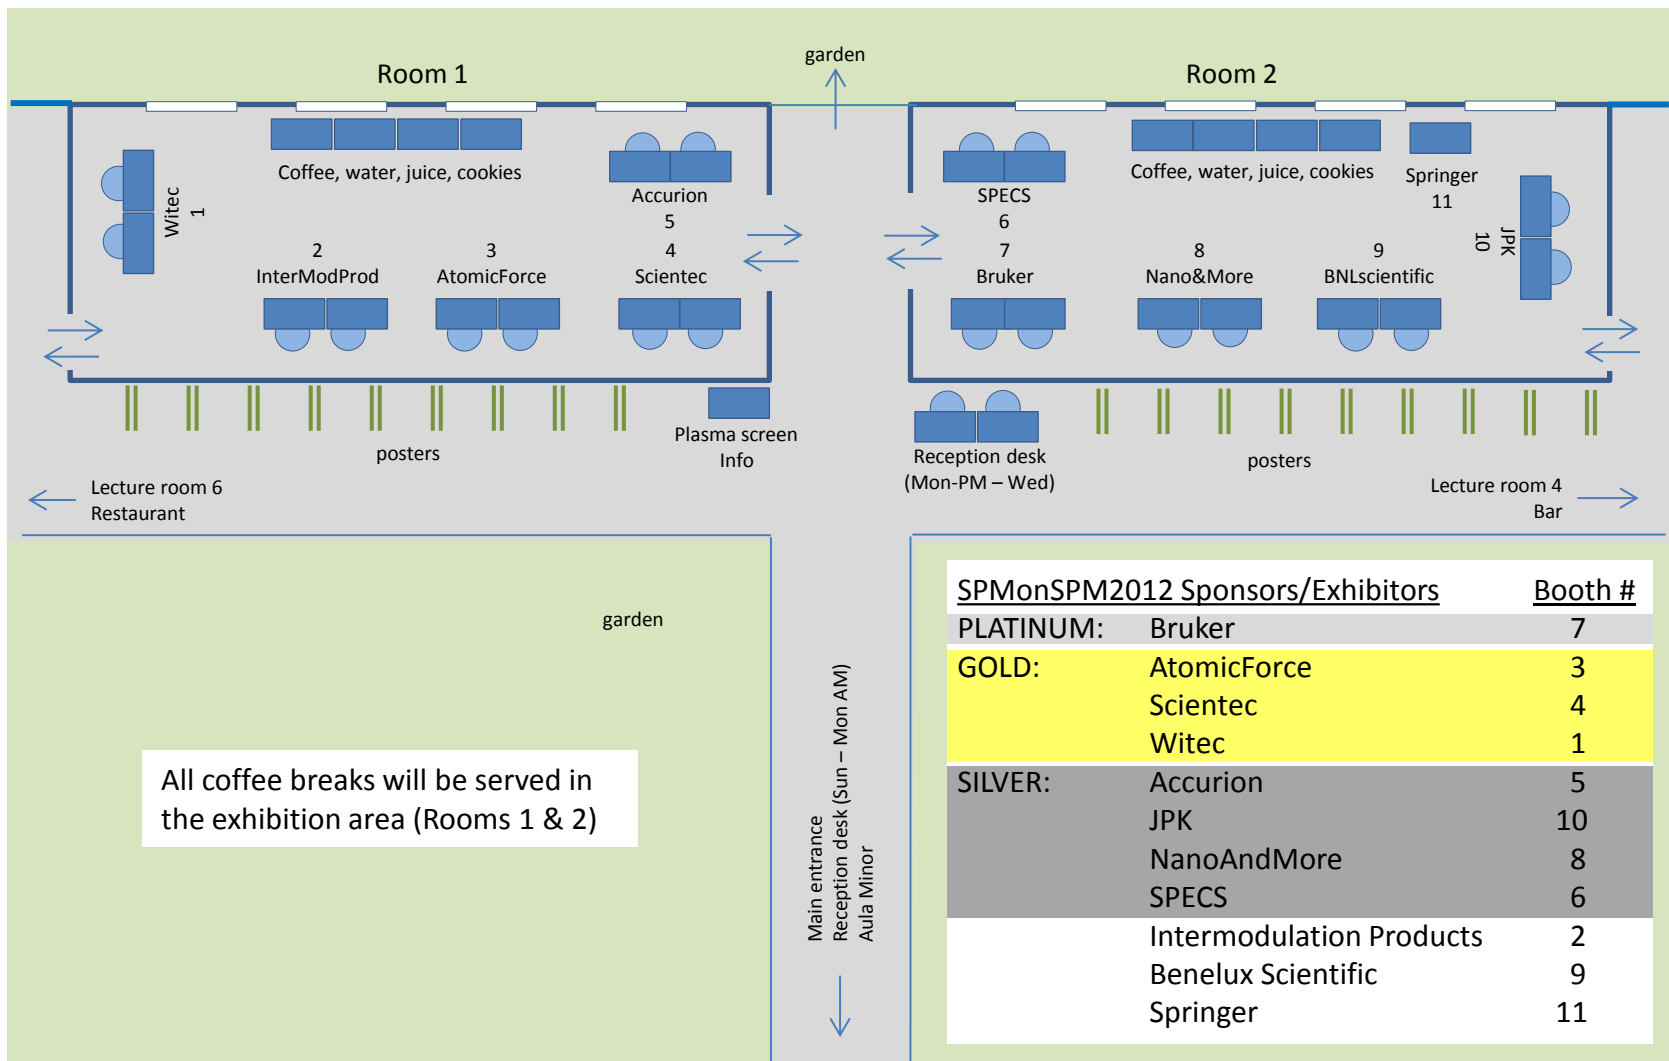 garden
Room 1
Room 2
Coffee, water, juice, cookies
Witec
1
Accurion
5
2
InterModProd
3
AtomicForce
4
Scientec
SPECS
6
Coffee, water, juice, cookies
Springer
11
JPK
10
7
Bruker
8
Nano&More
9
BNLscientific
posters
Plasma screen
Info
Reception desk
(Mon-PM – Wed)
posters
Lecture room 6
Restaurant
Lecture room 4
Bar
garden
All coffee breaks will be served in
the exhibition area (Rooms 1 & 2)
Main entrance
Reception desk (Sun – Mon AM)
Aula Minor
SPMonSPM2012 Sponsors/Exhibitors Booth #
PLATINUM: Bruker 7
GOLD: AtomicForce 3
Scientec 4
Witec 1
SILVER: Accurion 5
JPK 10
NanoAndMore 8
SPECS 6
Intermodulation Products 2
Benelux Scientific 9
Springer 11